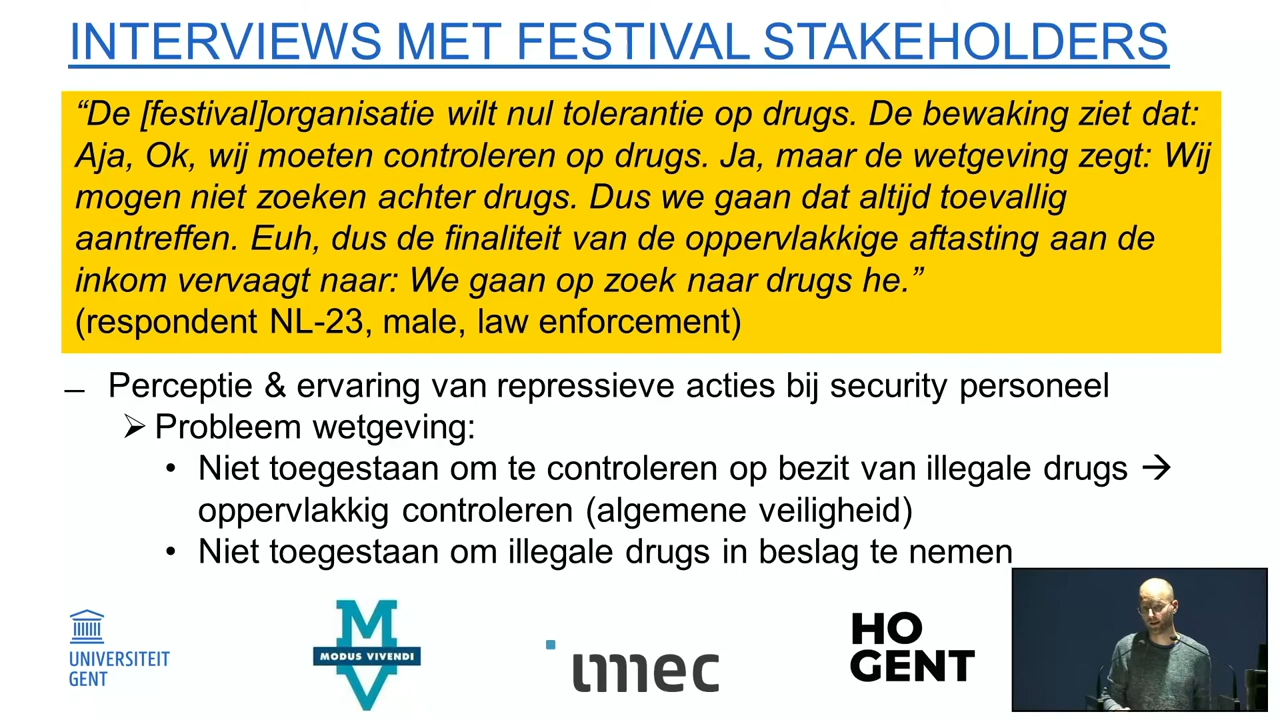 INTERVIEWS MET FESTIVAL STAKEHOLDERS
“De [festival]organisatie wilt nul tolerantie op drugs. De bewaking ziet dat:
Aja, Ok, wij moeten controleren op drugs. Ja, maar de wetgeving zegt: Wij
mogen niet zoeken achter drugs. Dus we gaan dat altijd toevallig
aantreffen. Euh, dus de finaliteit van de oppervlakkige aftasting aan de
inkom vervaagt naar: We gaan op zoek naar drugs he.”
(respondent NL-23, male, law enforcement)
– Perceptie & ervaring van repressieve acties bij security personeel
➢ Probleem wetgeving:
• Niet toegestaan om te controleren op bezit van illegale drugs →
oppervlakkig controleren (algemene veiligheid)
• Niet toegestaan om illegale drugs in beslag te nemen
UNIVERSITEIT
GENT
M
MODUS VIVENDI
V
imec
HO
GENT